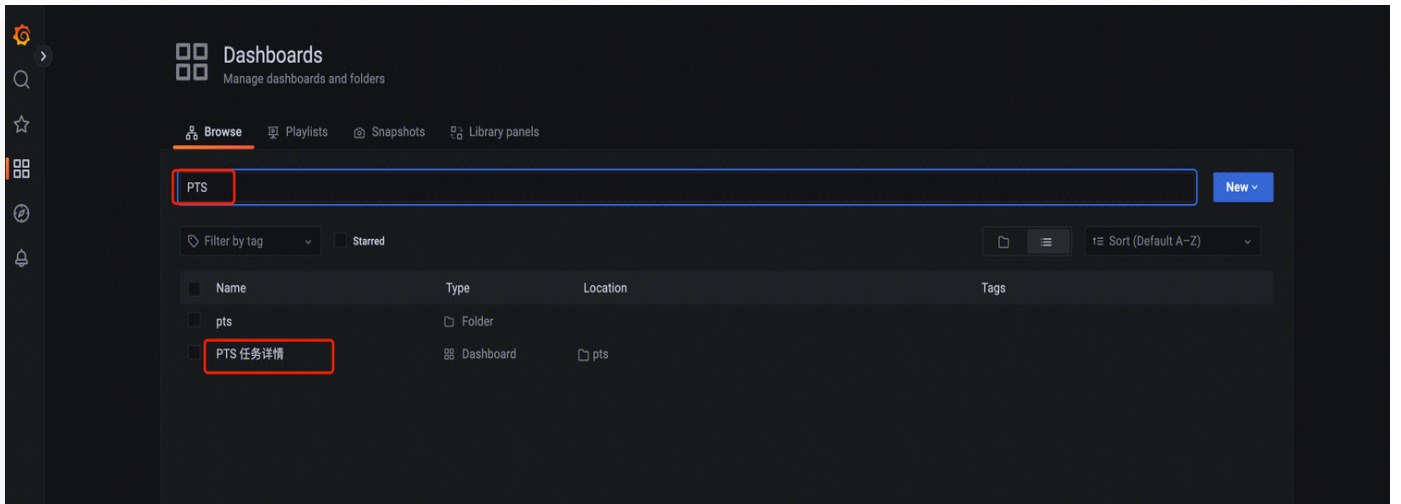 Dashboards
Manage dashboards and folders
Browse Playlists Snapshots Library panels
PTS
New
Filter by tag Starred Sort (Default A–Z)
Name Type Location Tags
pts Folder
PTS 任务详情 Dashboard pts